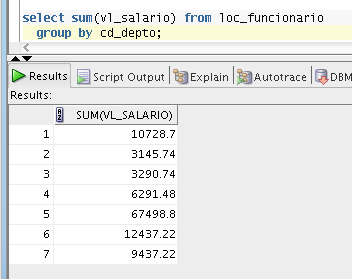 select sum(vl_salario) from loc_funcionario
group by cd_depto;
Results Script Output Explain Autotrace DBM
Results:
SUM(VL_SALARIO)
1 10728.7
2 3145.74
3 3290.74
4 6291.48
5 67498.8
6 12437.22
7 9437.22